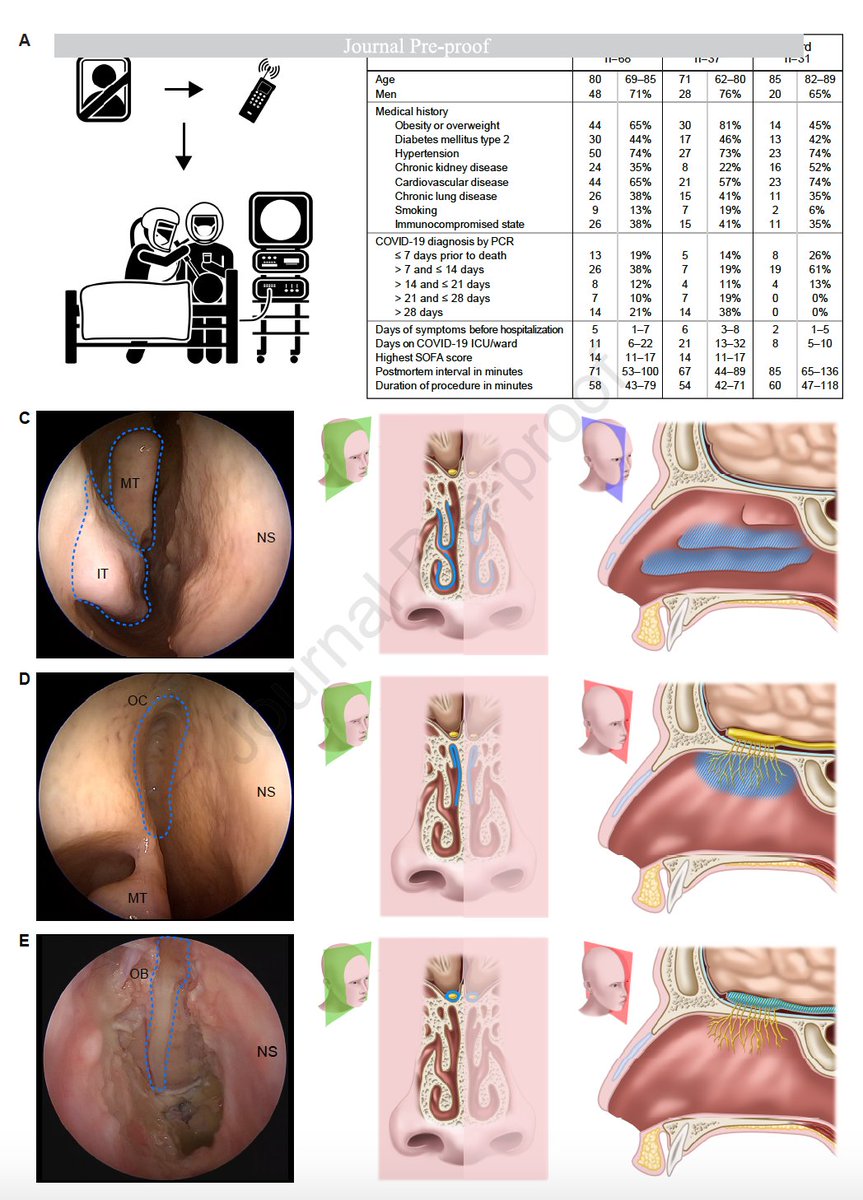 A
Journal Pre-proof
n=68 n=37 n=31
Age 80 69–85 71 62–80 85 82–89
Men 48 71% 28 76% 20 65%
Medical history
Obesity or overweight 44 65% 30 81% 14 45%
Diabetes mellitus type 2 30 44% 17 46% 13 42%
Hypertension 50 74% 27 73% 23 74%
Chronic kidney disease 24 35% 8 22% 16 52%
Cardiovascular disease 44 65% 21 57% 23 74%
Chronic lung disease 26 38% 15 41% 11 35%
Smoking 9 13% 7 19% 2 6%
Immunocompromised state 26 38% 15 41% 11 35%
COVID-19 diagnosis by PCR
≤ 7 days prior to death 13 19% 5 14% 8 26%
> 7 and ≤ 14 days 26 38% 7 19% 19 61%
> 14 and ≤ 21 days 8 12% 4 11% 4 13%
> 21 and ≤ 28 days 7 10% 7 19% 0 0%
> 28 days 14 21% 14 38% 0 0%
Days of symptoms before hospitalization 5 1–7 6 3–8 2 1–5
Days on COVID-19 ICU/ward 11 6–22 21 13–32 8 5–10
Highest SOFA score 14 11–17 14 11–17
Postmortem interval in minutes 71 53–100 67 44–89 85 65–136
Duration of procedure in minutes 58 43–79 54 42–71 60 47–118
Journal Pre-proof
C
MT
NS
IT
D
OC
NS
MT
E
OB
NS